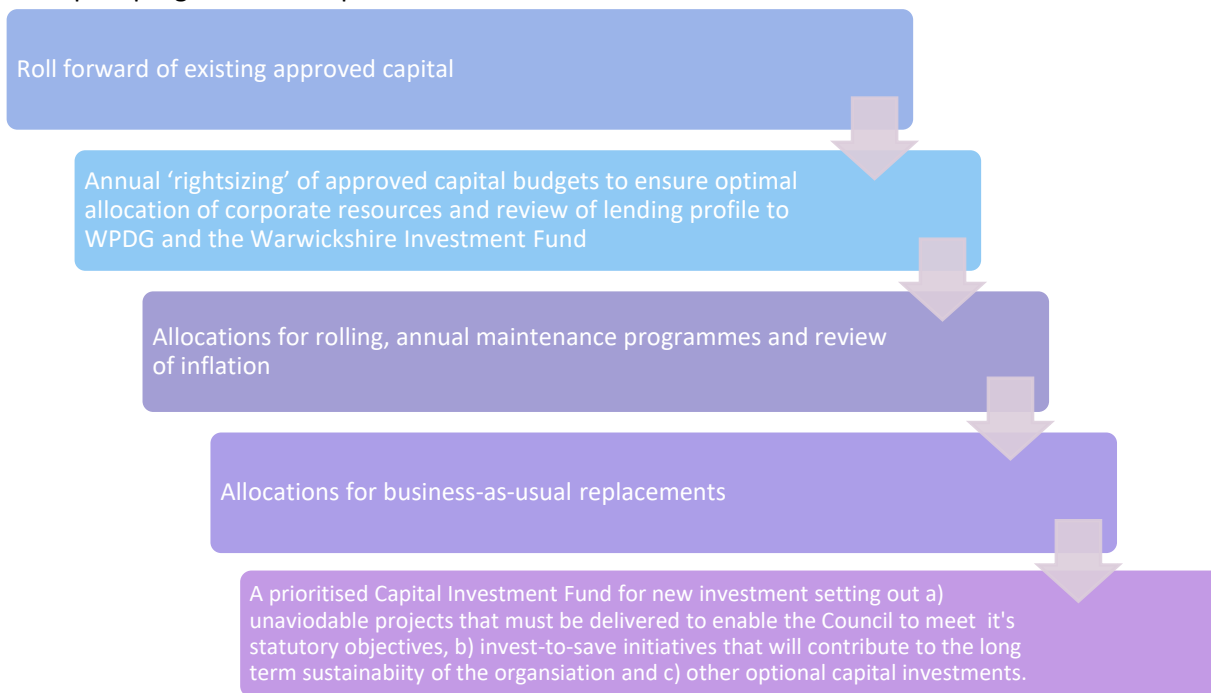 Roll forward of existing approved capital
Annual ‘rightsizing’ of approved capital budgets to ensure optimal
allocation of corporate resources and review of lending profile to
WPDG and the Warwickshire Investment Fund
Allocations for rolling, annual maintenance programmes and review
of inflation
Allocations for business-as-usual replacements
A prioritised Capital Investment Fund for new investment setting out a)
unaviodable projects that must be delivered to enable the Council to meet it's
statutory objectives, b) invest-to-save initiatives that will contribute to the long
term sustainabiity of the organsiation and c) other optional capital investments.